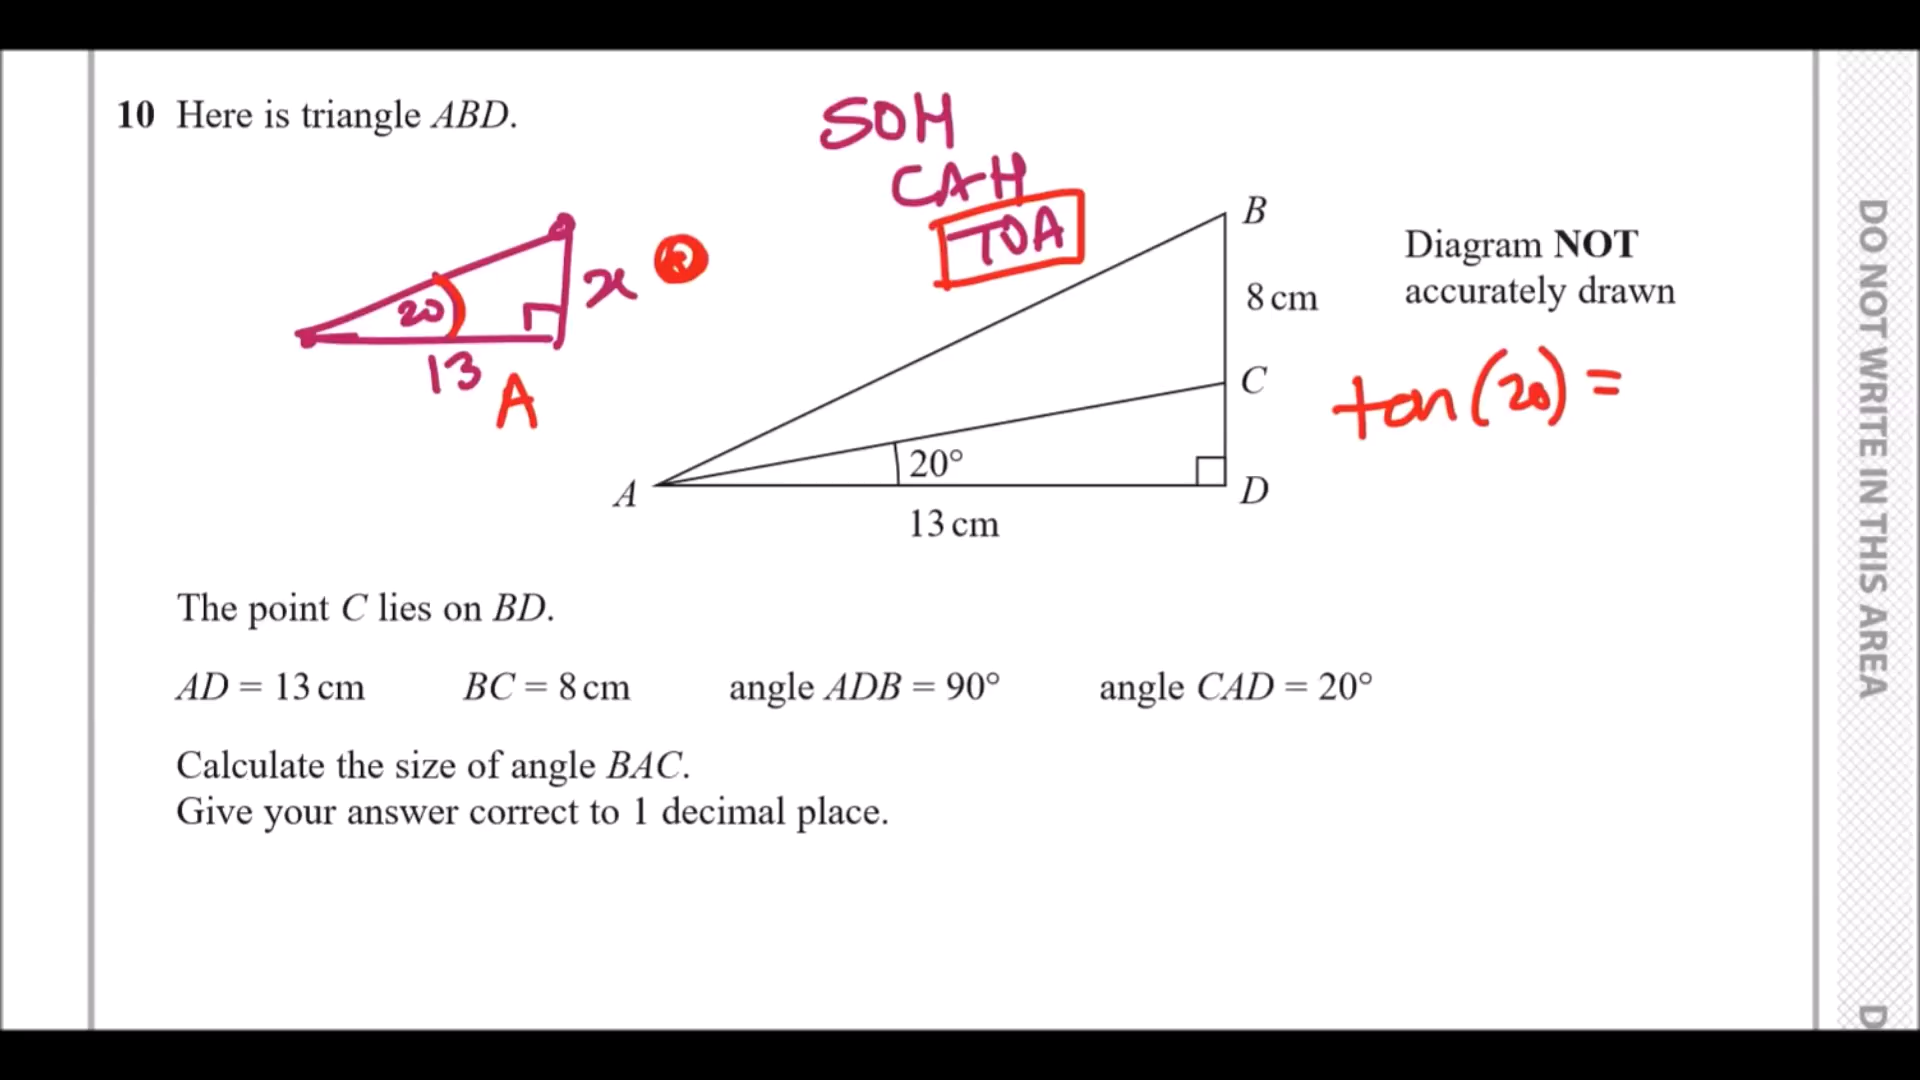 10 Here is triangle ABD.
SOH
CAH
TOA
20
x
13
A
B
Diagram NOT
accurately drawn
8 cm
C
tan(20) =
20°
A
D
13 cm
The point C lies on BD.
AD = 13 cm BC = 8 cm angle ADB = 90° angle CAD = 20°
Calculate the size of angle BAC.
Give your answer correct to 1 decimal place.
DO NOT WRITE IN THIS AREA
D